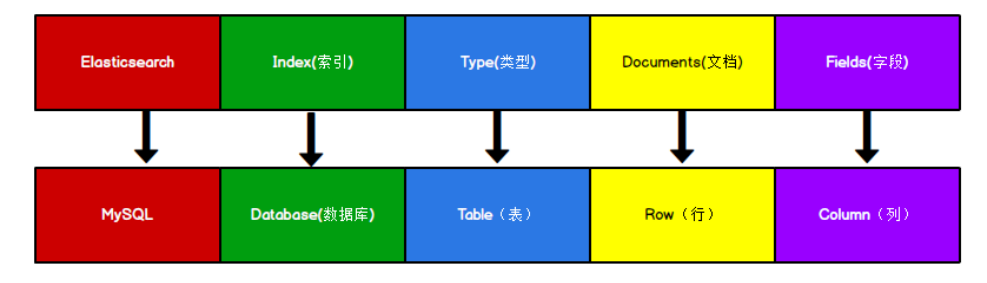 Elasticsearch
Index(索引)
Type(类型)
Documents(文档)
Fields(字段)
MySQL
Database(数据库)
Table（表）
Row（行）
Column（列）